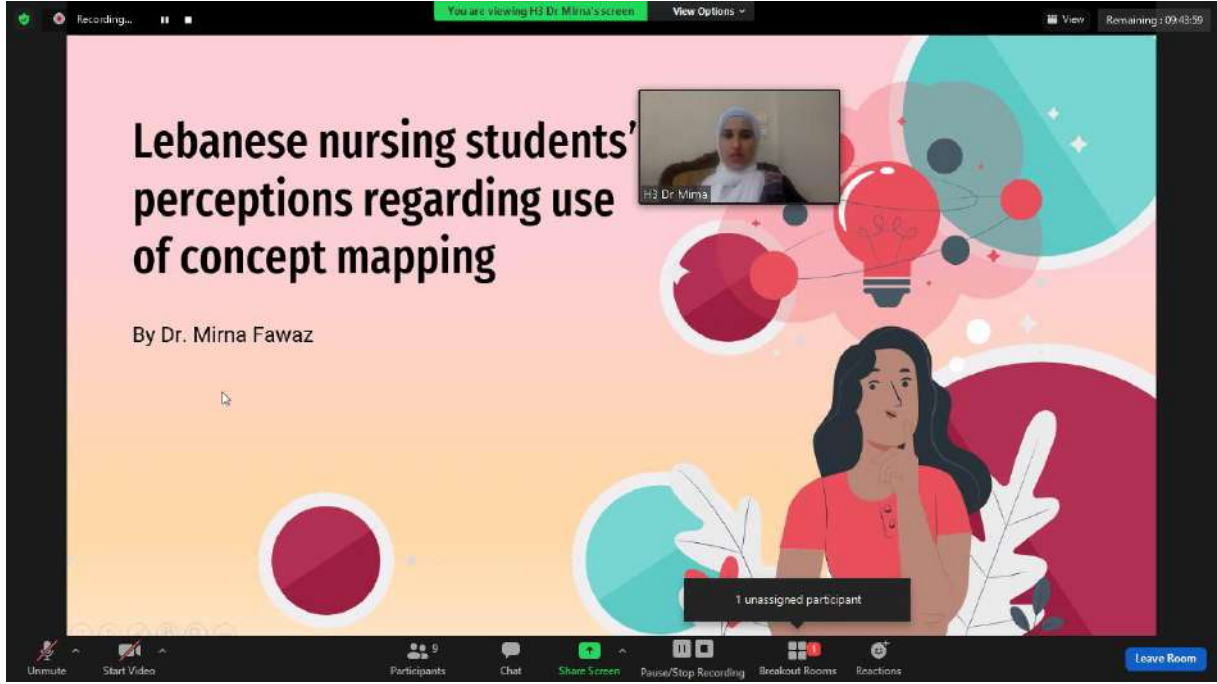 Recording...
You are viewing H3 Dr Mirna's screen
View Options
View
Remaining : 09:43:59
Lebanese nursing students'
perceptions regarding use
of concept mapping
H3 Dr Mirna
By Dr. Mirna Fawaz
1 unassigned participant
Unmute
Start Video
9
Participants
Chat
Share Screen
Pause/Stop Recording
1
Breakout Rooms
Reactions
Leave Room